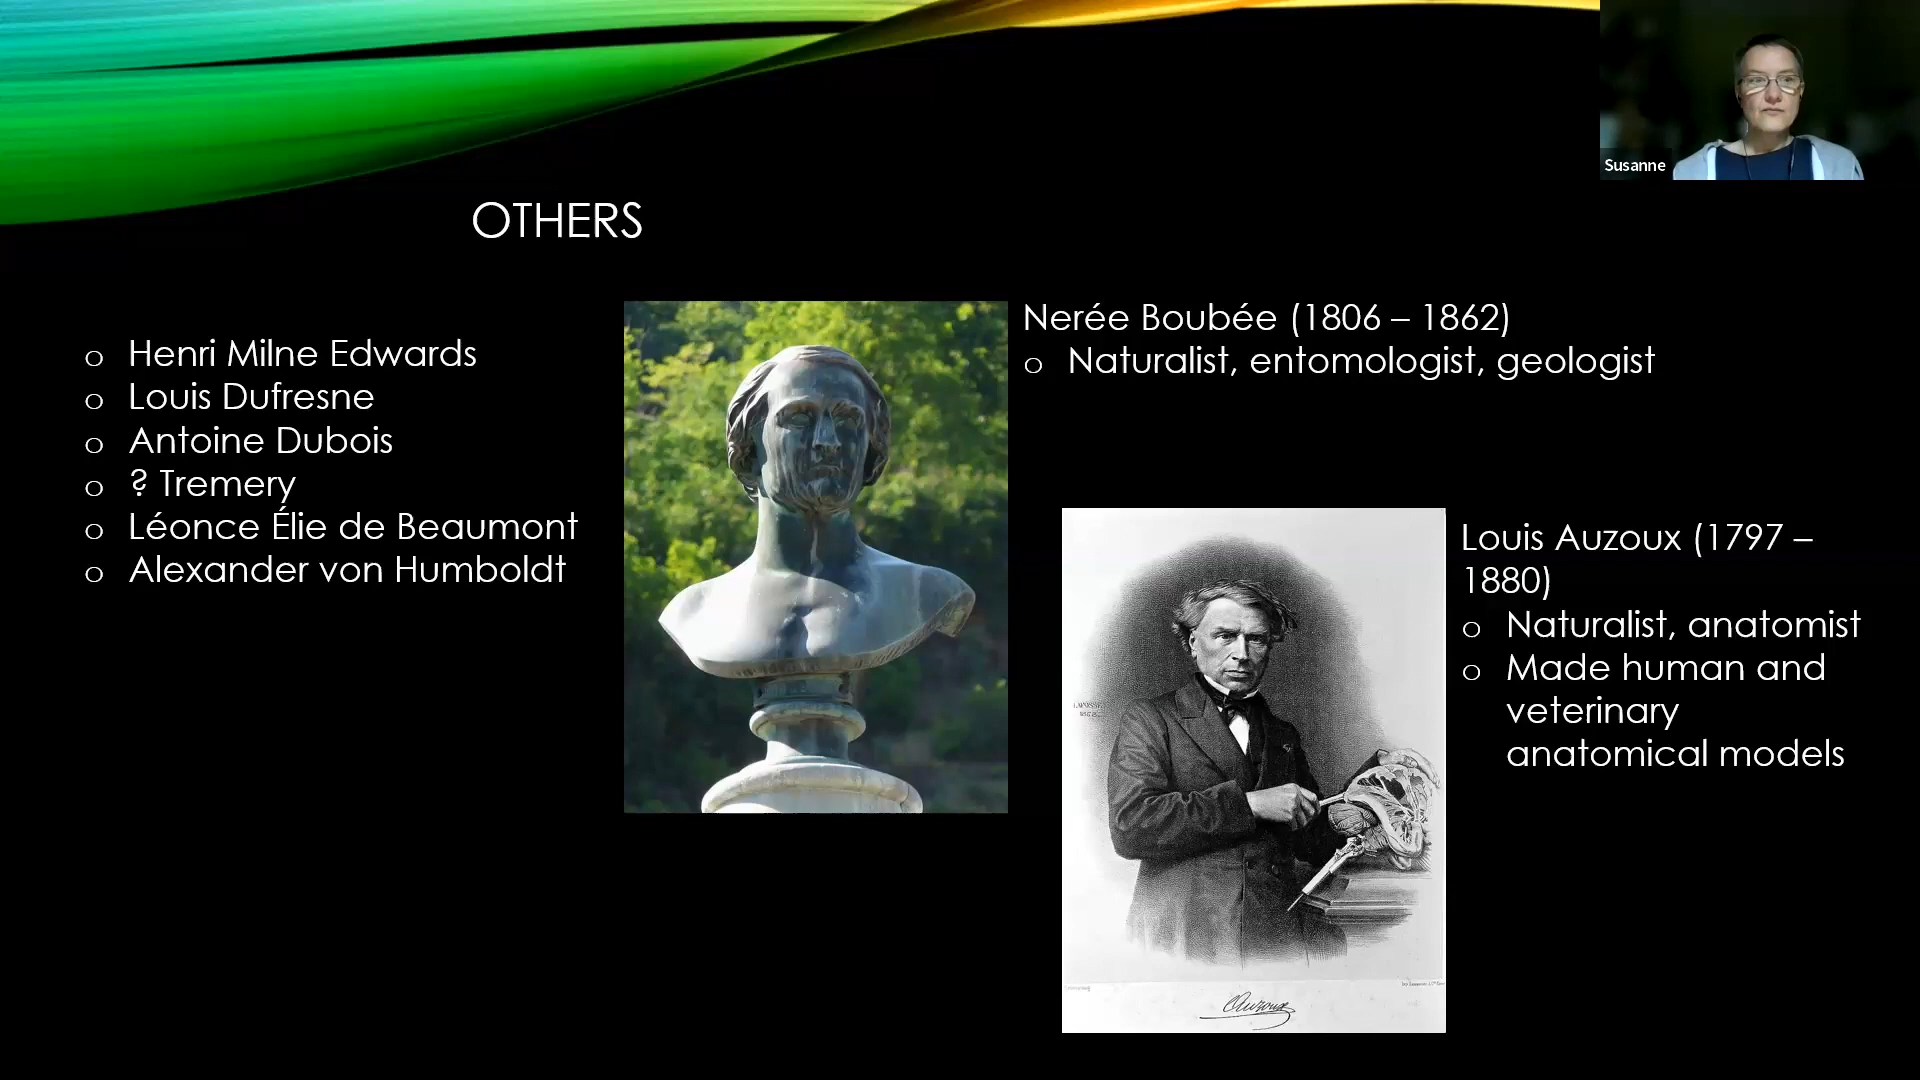 Susanne
OTHERS
o Henri Milne Edwards
o Louis Dufresne
o Antoine Dubois
o ? Tremery
o Léonce Élie de Beaumont
o Alexander von Humboldt
Nerée Boubée (1806 – 1862)
o Naturalist, entomologist, geologist
Louis Auzoux (1797 –
1880)
o Naturalist, anatomist
o Made human and
veterinary
anatomical models
Auzoux